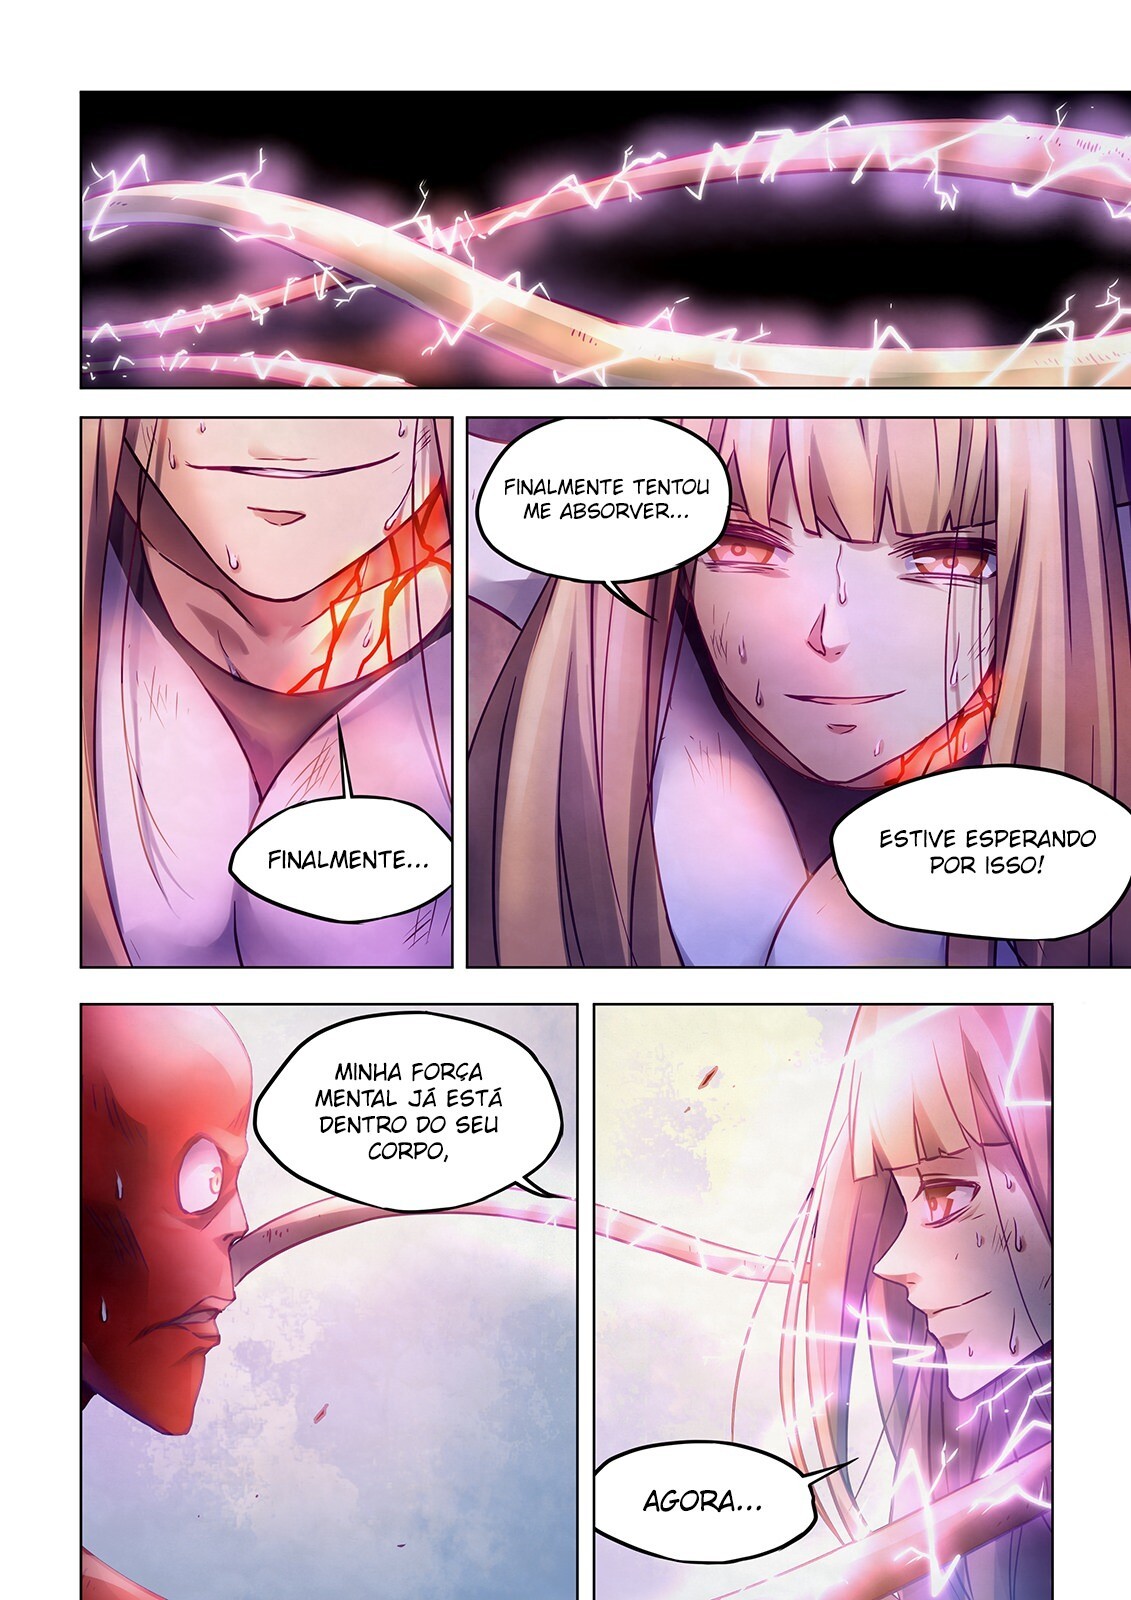 FINALMENTE...
FINALMENTE TENTOU
ME ABSORVER...
ESTIVE ESPERANDO
POR ISSO!
MINHA FORÇA
MENTAL JÁ ESTÁ
DENTRO DO SEU
CORPO,
AGORA...